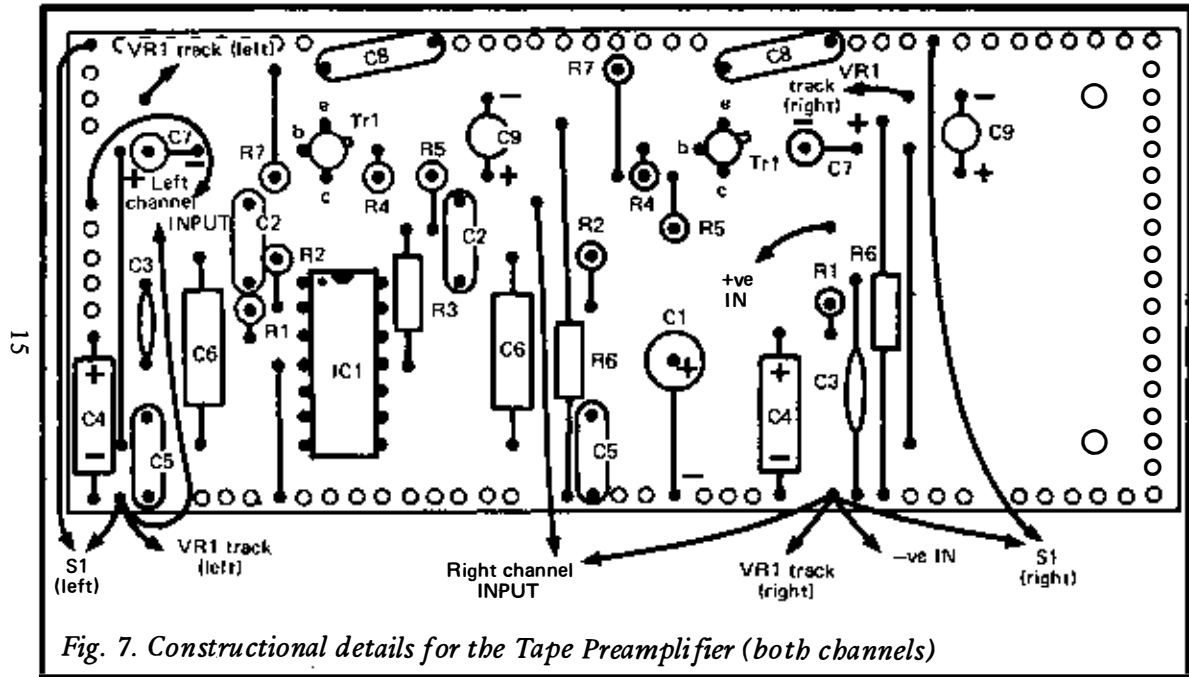 VR1 track (left)
C8
C8
R7
VR1
track
(right)
e
b
Tr1
c
C7
+
−
Left
channel
INPUT
R7
R4
R5
−
C9
+
e
b
Tr1
c
−
+
C7
−
C9
+
C2
R2
C2
R2
R4
R5
+ve
IN
R1
R6
C3
R1
C6
IC1
R3
C6
R6
C1
+
−
+
C4
−
C3
+
C4
−
C5
C5
15
S1
(left)
VR1 track
(left)
Right channel
INPUT
VR1 track
(right)
−ve IN
S1
(right)
Fig. 7. Constructional details for the Tape Preamplifier (both channels)